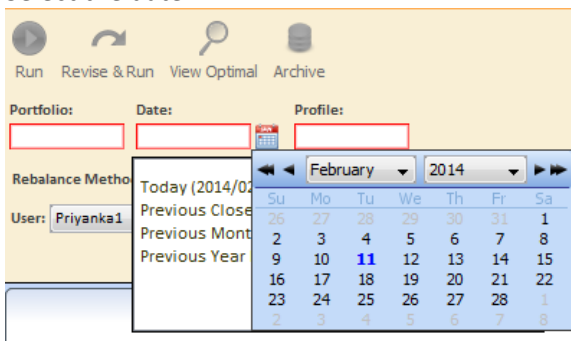 Run Revise & Run View Optimal Archive
Portfolio: Date: Profile:
Rebalance Metho
User: Priyanka1
Today (2014/02
Previous Close
Previous Mont
Previous Year
February 2014
Su Mo Tu We Th Fr Sa
26 27 28 29 30 31 1
2 3 4 5 6 7 8
9 10 11 12 13 14 15
16 17 18 19 20 21 22
23 24 25 26 27 28 1
2 3 4 5 6 7 8